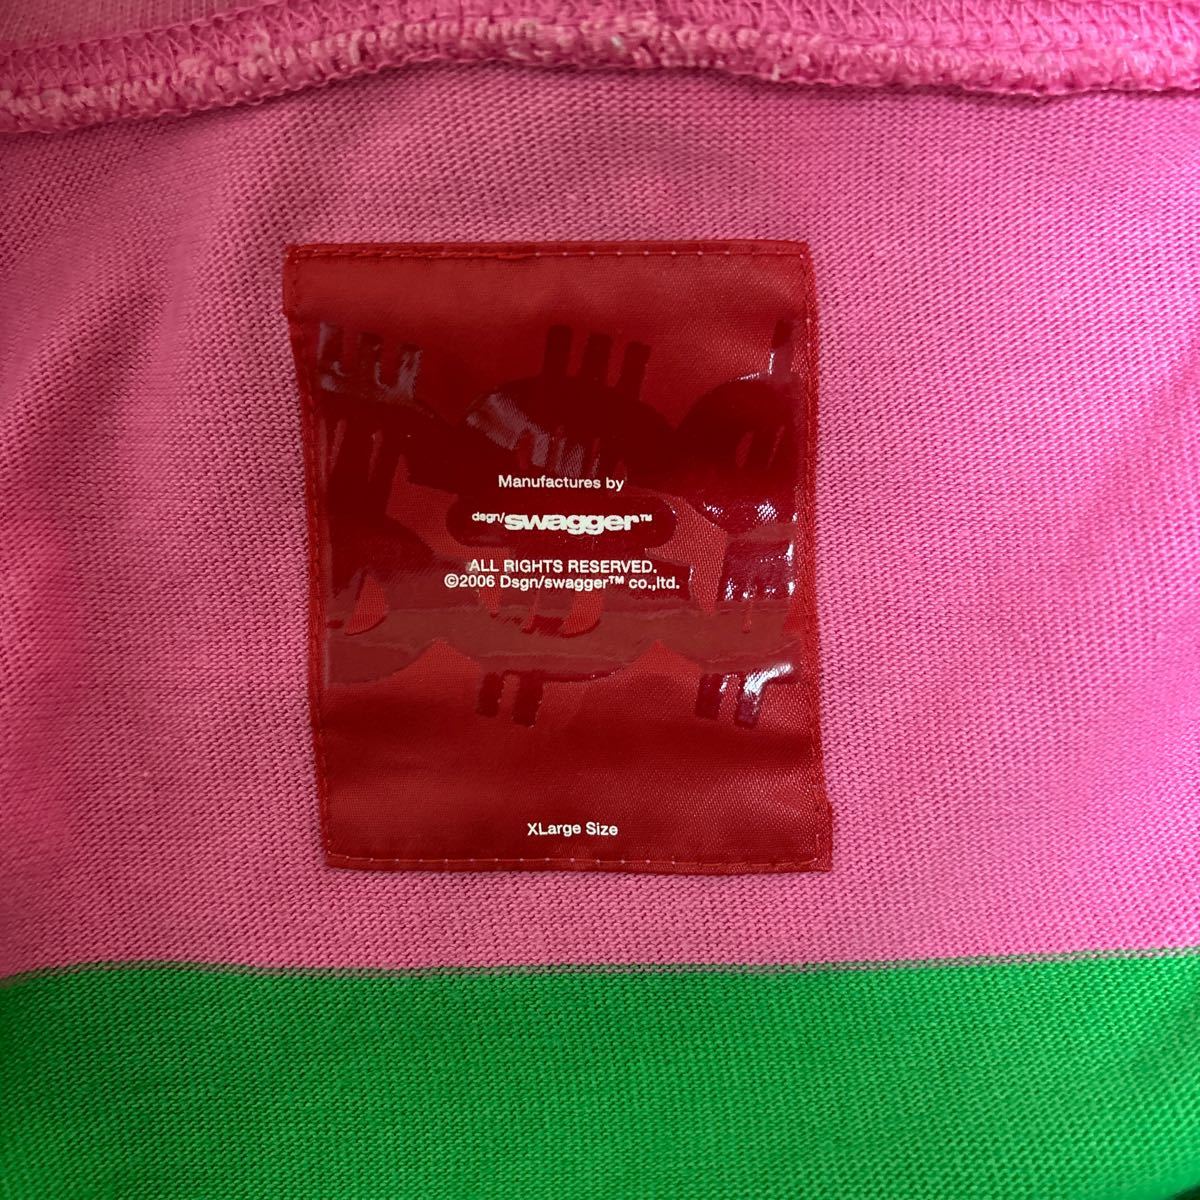 Manufactures by
dsgn/swagger™
ALL RIGHTS RESERVED.
©2006 Dsgn/swagger™ co.,ltd.
XLarge Size